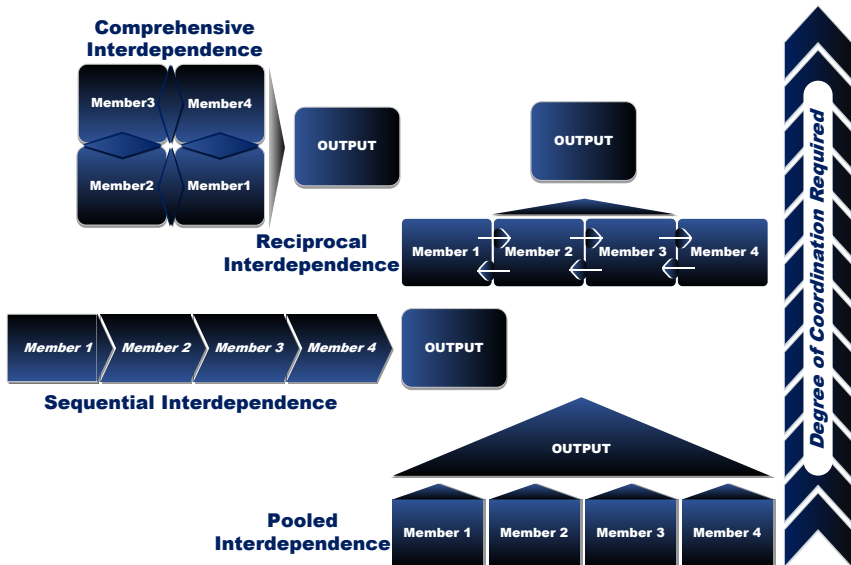 Comprehensive
Interdependence
Member3
Member4
Member2
Member1
OUTPUT
OUTPUT
Reciprocal
Interdependence
Member 1
Member 2
Member 3
Member 4
Member 1
Member 2
Member 3
Member 4
OUTPUT
Sequential Interdependence
OUTPUT
Pooled
Interdependence
Member 1
Member 2
Member 3
Member 4
Degree of Coordination Required